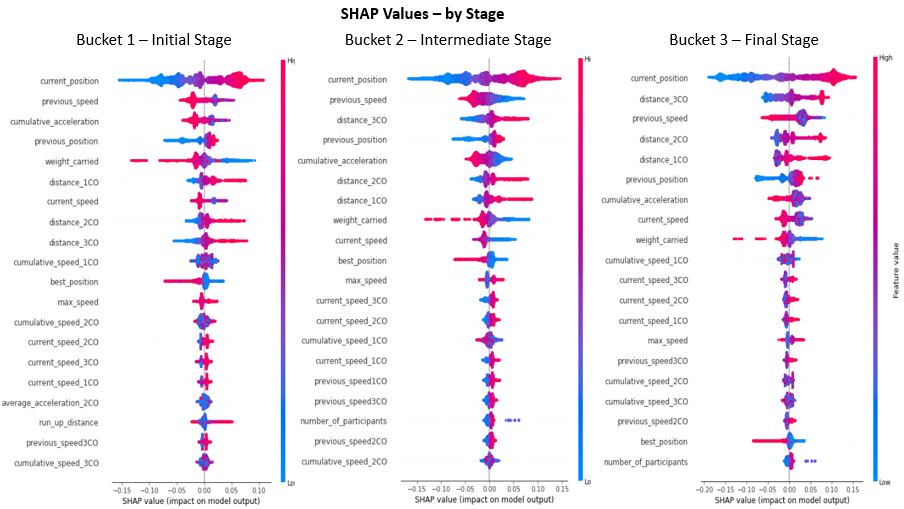 SHAP Values – by Stage
Bucket 1 – Initial Stage
current_position
previous_speed
cumulative_acceleration
previous_position
weight_carried
distance_1CO
current_speed
distance_2CO
distance_3CO
cumulative_speed_1CO
best_position
max_speed
cumulative_speed_2CO
current_speed_2CO
current_speed_3CO
current_speed_1CO
average_acceleration_2CO
run_up_distance
previous_speed3CO
cumulative_speed_3CO
−0.15 −0.10 −0.05 0.00 0.05 0.10
SHAP value (impact on model output)
Hi
Lo
Bucket 2 – Intermediate Stage
current_position
previous_speed
distance_3CO
previous_position
cumulative_acceleration
distance_2CO
distance_1CO
weight_carried
current_speed
best_position
max_speed
current_speed_3CO
current_speed_2CO
cumulative_speed_1CO
current_speed_1CO
previous_speed1CO
previous_speed3CO
number_of_participants
previous_speed2CO
cumulative_speed_2CO
−0.15 −0.10 −0.05 0.00 0.05 0.10 0.15
SHAP value (impact on model output)
Hi
Lo
Bucket 3 – Final Stage
current_position
distance_3CO
previous_speed
distance_2CO
distance_1CO
previous_position
cumulative_acceleration
current_speed
weight_carried
cumulative_speed_1CO
current_speed_3CO
current_speed_2CO
current_speed_1CO
max_speed
previous_speed3CO
cumulative_speed_2CO
cumulative_speed_3CO
previous_speed2CO
best_position
number_of_participants
−0.20 −0.15 −0.10 −0.05 0.00 0.05 0.10 0.15
SHAP value (impact on model output)
High
Low
Feature value